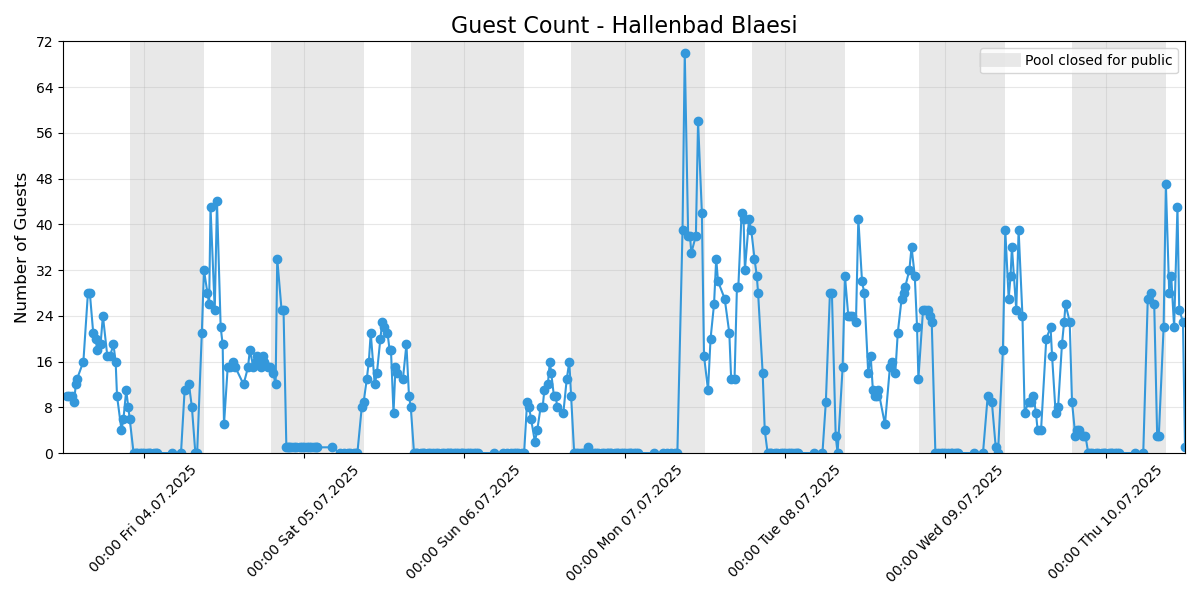 Guest Count - Hallenbad Blaesi
Pool closed for public
Number of Guests
72
64
56
48
40
32
24
16
8
0
00:00 Fri 04.07.2025
00:00 Sat 05.07.2025
00:00 Sun 06.07.2025
00:00 Mon 07.07.2025
00:00 Tue 08.07.2025
00:00 Wed 09.07.2025
00:00 Thu 10.07.2025